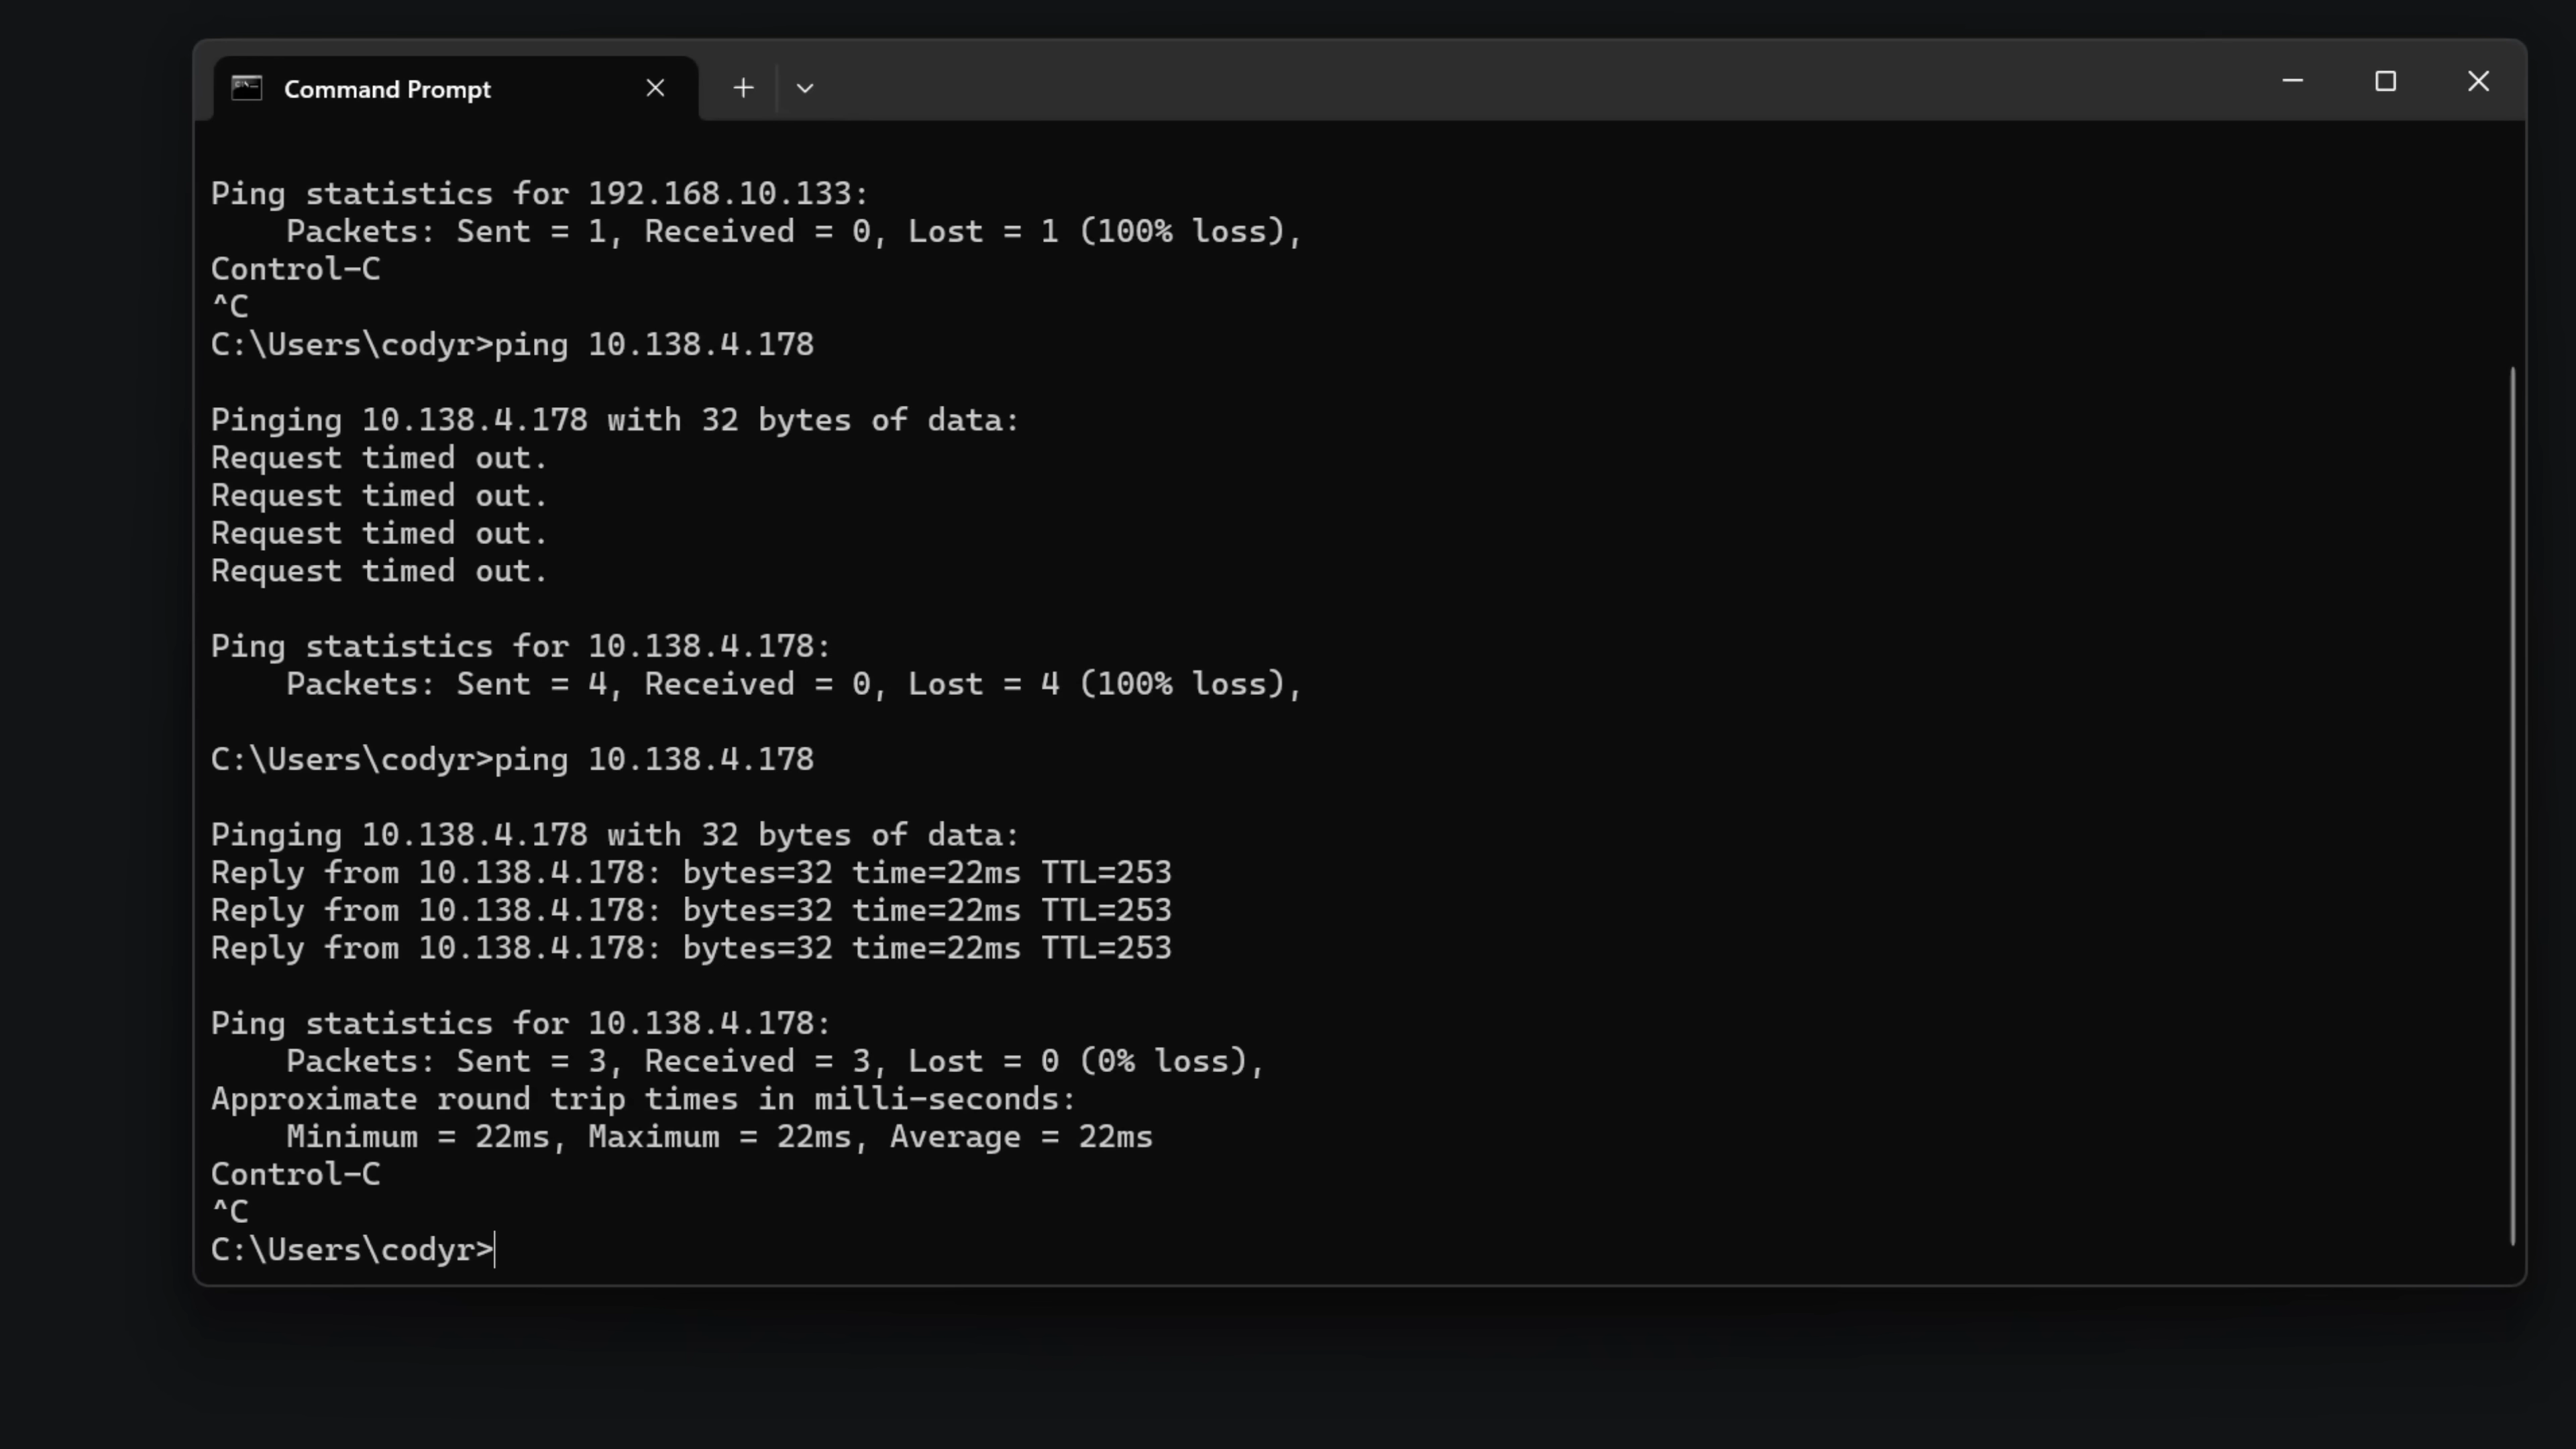 Command Prompt
Ping statistics for 192.168.10.133:
    Packets: Sent = 1, Received = 0, Lost = 1 (100% loss),
Control-C
^C
C:\Users\codyr>ping 10.138.4.178
Pinging 10.138.4.178 with 32 bytes of data:
Request timed out.
Request timed out.
Request timed out.
Request timed out.
Ping statistics for 10.138.4.178:
    Packets: Sent = 4, Received = 0, Lost = 4 (100% loss),
C:\Users\codyr>ping 10.138.4.178
Pinging 10.138.4.178 with 32 bytes of data:
Reply from 10.138.4.178: bytes=32 time=22ms TTL=253
Reply from 10.138.4.178: bytes=32 time=22ms TTL=253
Reply from 10.138.4.178: bytes=32 time=22ms TTL=253
Ping statistics for 10.138.4.178:
    Packets: Sent = 3, Received = 3, Lost = 0 (0% loss),
Approximate round trip times in milli-seconds:
    Minimum = 22ms, Maximum = 22ms, Average = 22ms
Control-C
^C
C:\Users\codyr>